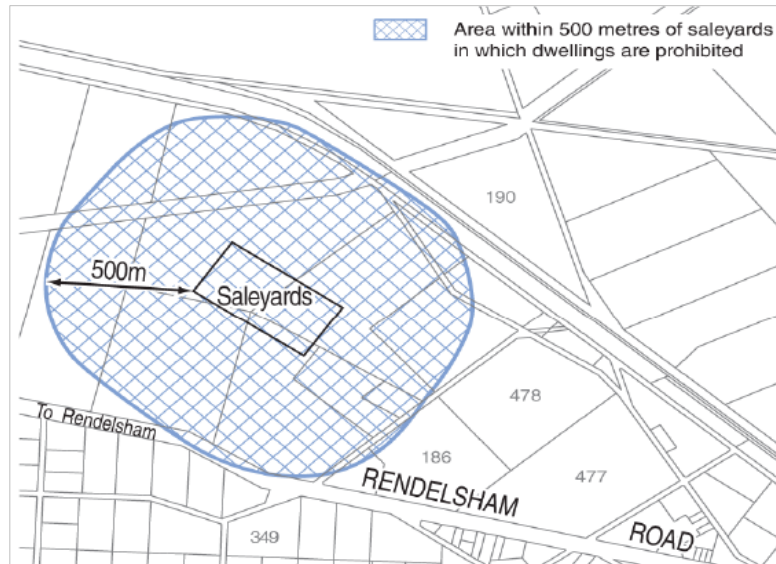 Area within 500 metres of saleyards
in which dwellings are prohibited
190
500m
Saleyards
To Rendelsham
478
186
477
RENDELSHAM
ROAD
349